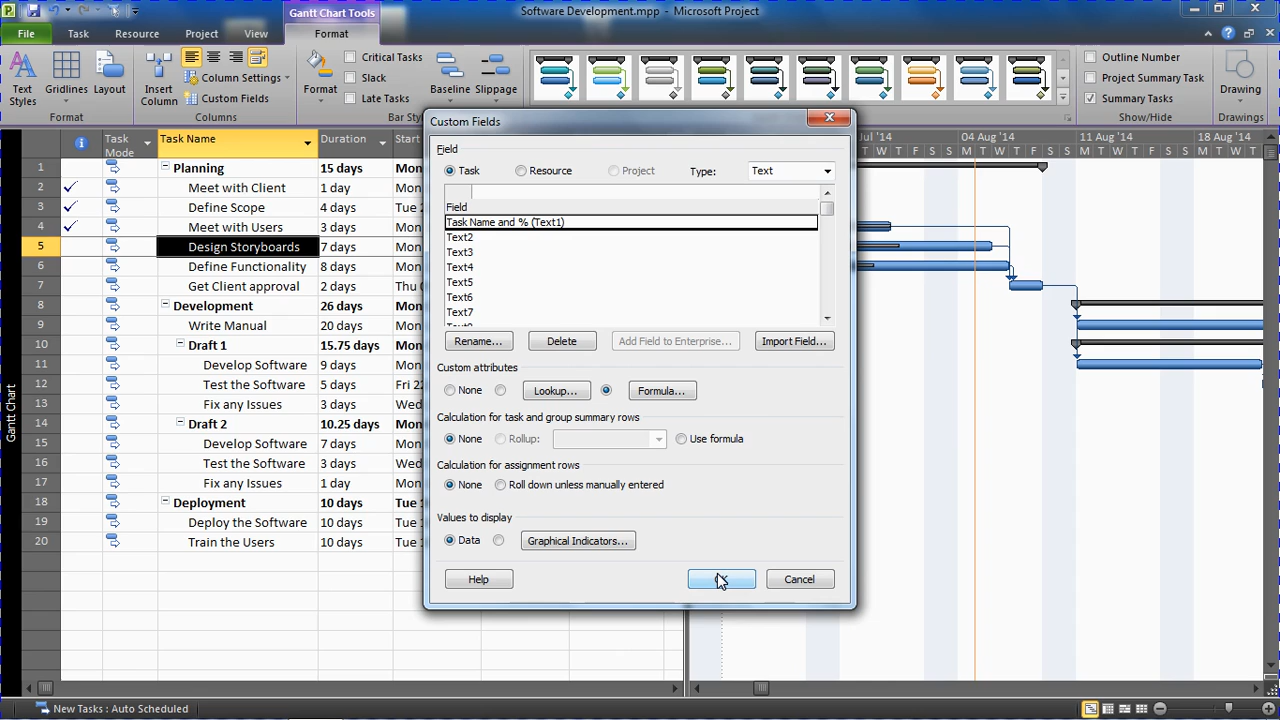 Software Development.mpp - Microsoft Project
Gantt Chart Tools
File Task Resource Project View Format
Text Styles
Gridlines
Layout
Format
Insert Column
Column Settings
Custom Fields
Columns
Format
Critical Tasks
Slack
Late Tasks
Bar Sty
Baseline
Slippage
Outline Number
Project Summary Task
Summary Tasks
Show/Hide
Drawing
Drawings
Task Mode Task Name Duration Start
1 Planning 15 days Mon
2 Meet with Client 1 day Mon
3 Define Scope 4 days Tue 2
4 Meet with Users 3 days Mon
5 Design Storyboards 7 days Mon
6 Define Functionality 8 days Mon
7 Get Client approval 2 days Thu 0
8 Development 26 days Mon
9 Write Manual 20 days Mon
10 Draft 1 15.75 days Mon
11 Develop Software 8 days Mon
12 Test the Software 5 days Fri 22
13 Fix any Issues 3 days Mon
14 Draft 2 10.25 days Mon
15 Develop Software 7 days Mon
16 Test the Software 3 days Wed
17 Fix any Issues 1 day Mon
18 Deployment 10 days Tue 1
19 Deploy the Software 10 days Tue 1
20 Train the Users 10 days Tue 1
Gantt Chart
Jul '14 04 Aug '14 11 Aug '14 18 Aug '14
W T F S S M T W T F S S M T W T F S S M T W T
Custom Fields
Field
Task Resource Project Type: Text
Field
Task Name and % (Text1)
Text2
Text3
Text4
Text5
Text6
Text7
Rename... Delete Add Field to Enterprise... Import Field...
Custom attributes
None Lookup... Formula...
Calculation for task and group summary rows
None Rollup: Use formula
Calculation for assignment rows
None Roll down unless manually entered
Values to display
Data Graphical Indicators...
Help Cancel
New Tasks : Auto Scheduled